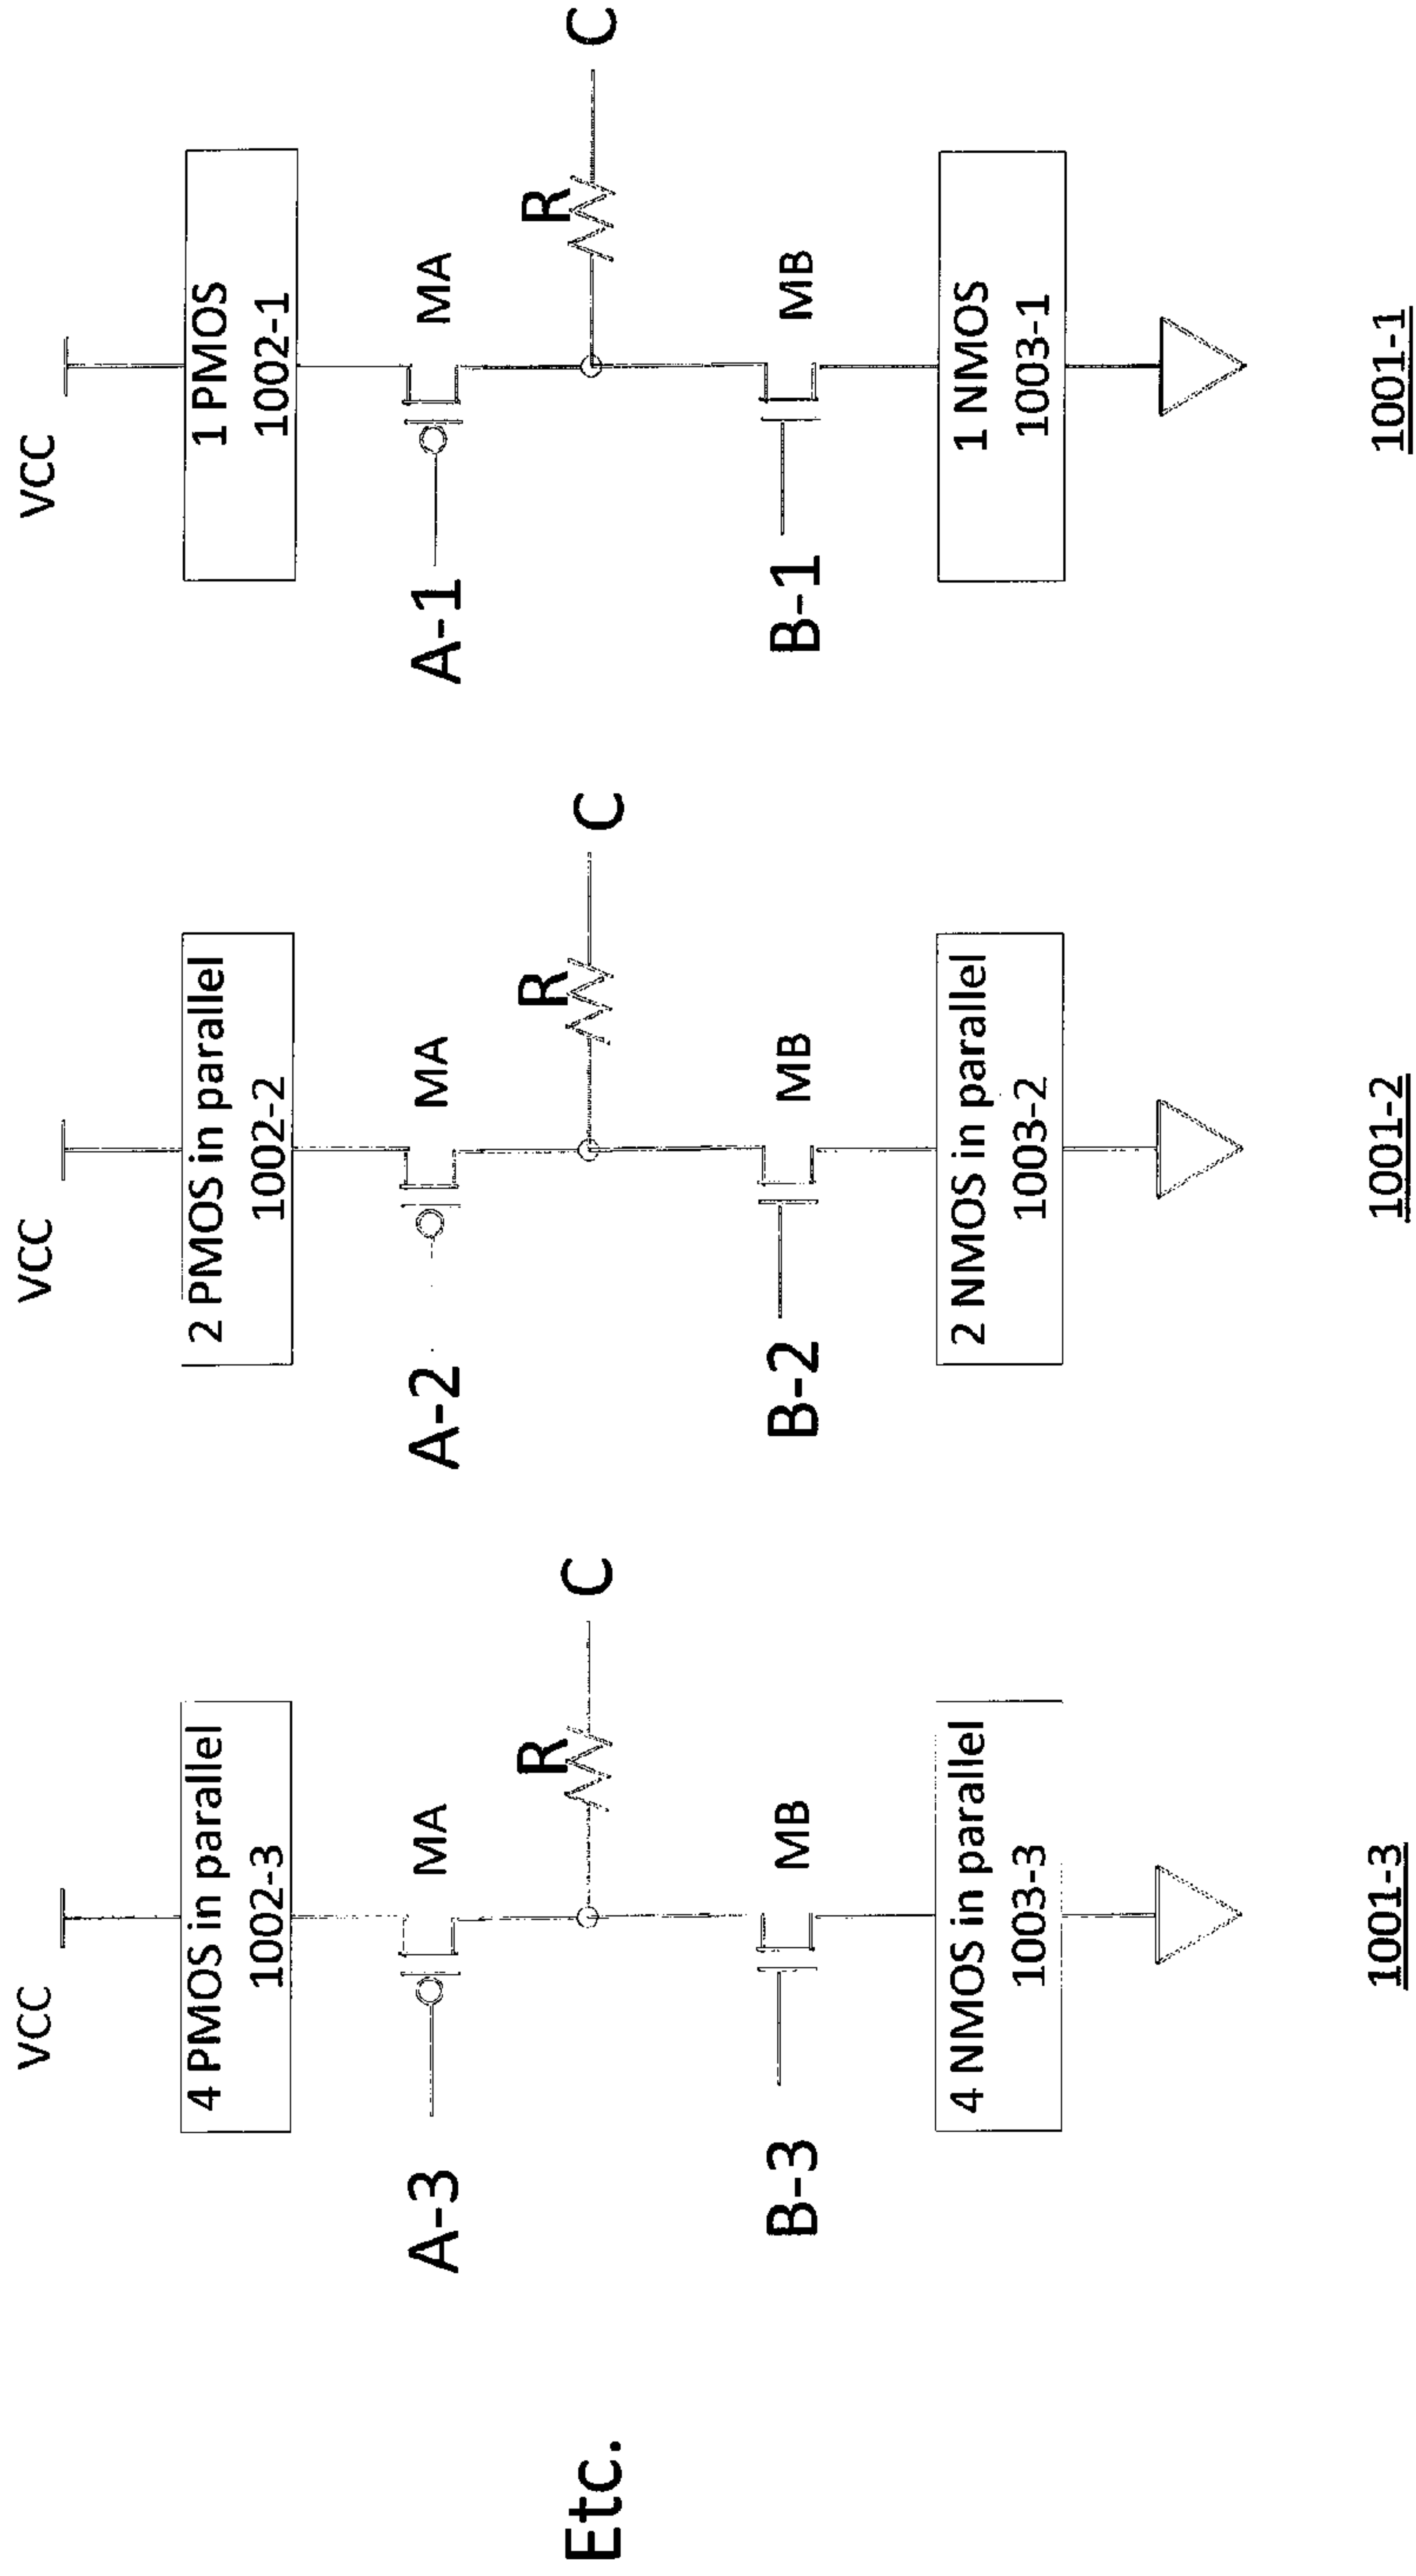 Etc.
VCC
4 PMOS in parallel
1002-3
A-3
MA
R
C
B-3
MB
4 NMOS in parallel
1003-3
1001-3
VCC
2 PMOS in parallel
1002-2
A-2
MA
R
C
B-2
MB
2 NMOS in parallel
1003-2
1001-2
VCC
1 PMOS
1002-1
A-1
MA
R
C
B-1
MB
1 NMOS
1003-1
1001-1